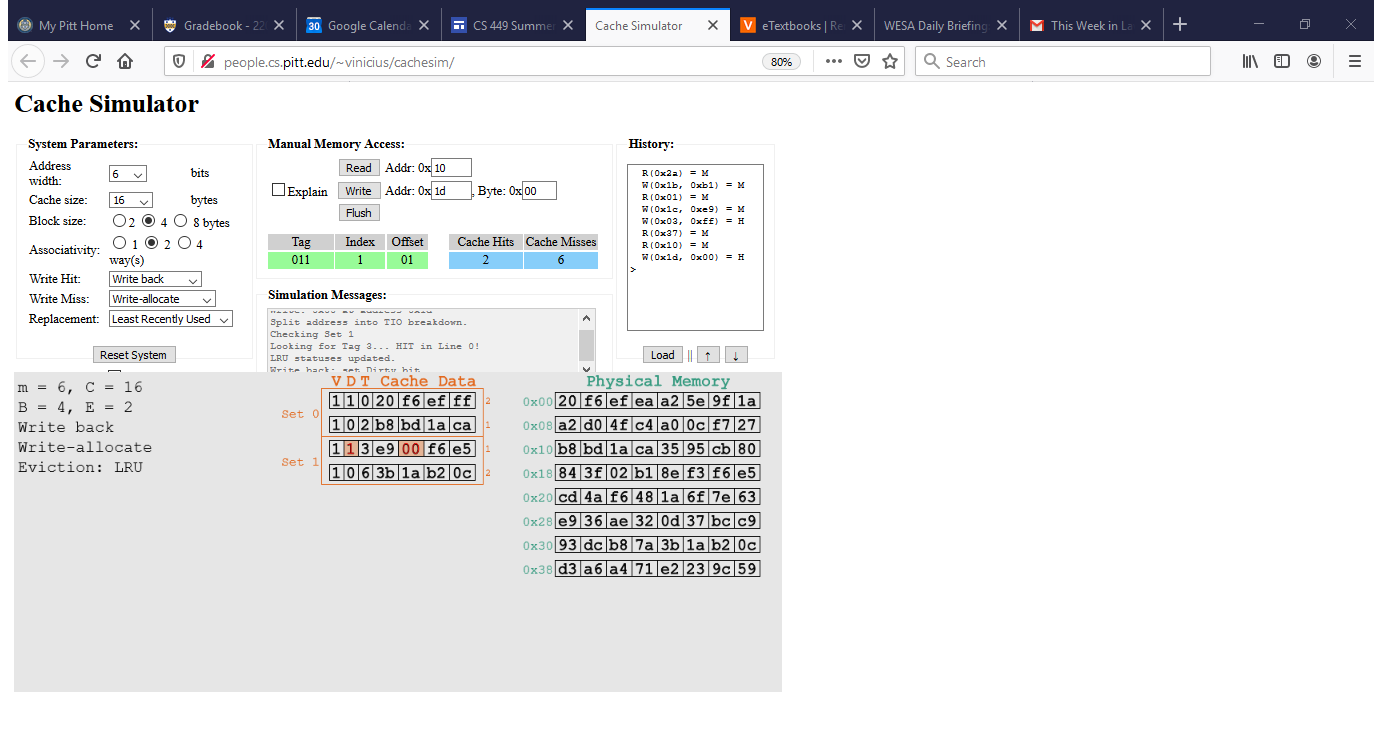 My Pitt Home
Gradebook - 22
Google Calenda
CS 449 Summer
Cache Simulator
eTextbooks | Re
WESA Daily Briefing
This Week in La
people.cs.pitt.edu/~vinicius/cachesim/
80%
Search
Cache Simulator
System Parameters:
Address width: 6 bits
Cache size: 16 bytes
Block size: 2 4 8 bytes
Associativity: 1 2 4 way(s)
Write Hit: Write back
Write Miss: Write-allocate
Replacement: Least Recently Used
Reset System
Manual Memory Access:
Read Addr: 0x 10
Explain Write Addr: 0x 1d , Byte: 0x 00
Flush
Tag Index Offset Cache Hits Cache Misses
011 1 01 2 6
Simulation Messages:
Split address into TIO breakdown.
Checking Set 1
Looking for Tag 3... HIT in Line 0!
LRU statuses updated.
Write back: set Dirty bit
History:
R(0x2a) = M
W(0x1b, 0xb1) = M
R(0x01) = M
W(0x1c, 0xe9) = M
W(0x03, 0xff) = H
R(0x37) = M
R(0x10) = M
W(0x1d, 0x00) = H
>
Load || ↑ ↓
m = 6, C = 16
B = 4, E = 2
Write back
Write-allocate
Eviction: LRU
V D T Cache Data
Set 0
1 1 0 20 f6 ef ff 2
1 0 2 b8 bd 1a ca 1
Set 1
1 1 3 e9 00 f6 e5 1
1 0 6 3b 1a b2 0c 2
Physical Memory
0x00 20 f6 ef ea a2 5e 9f 1a
0x08 a2 d0 4f c4 a0 0c f7 27
0x10 b8 bd 1a ca 35 95 cb 80
0x18 84 3f 02 b1 8e f3 f6 e5
0x20 cd 4a f6 48 1a 6f 7e 63
0x28 e9 36 ae 32 0d 37 bc c9
0x30 93 dc b8 7a 3b 1a b2 0c
0x38 d3 a6 a4 71 e2 23 9c 59